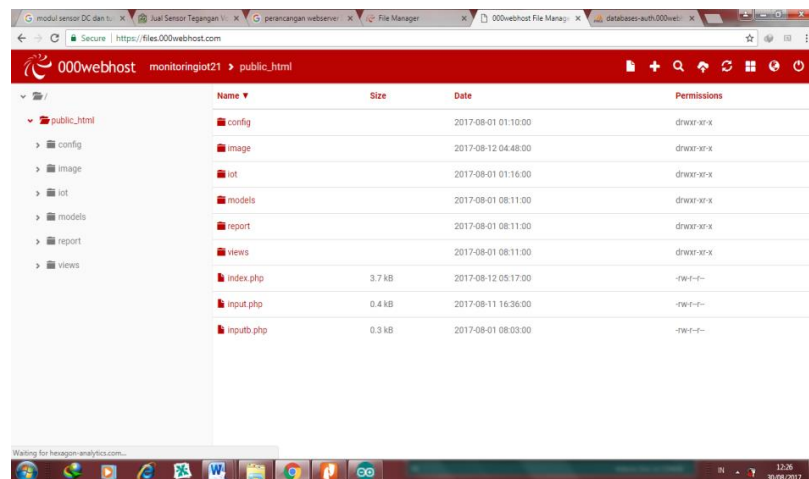 modul sensor DC dan tu
Jual Sensor Tegangan V
perancangan webserver
File Manager
000webhost File Manag
databases-auth.000web
Secure | https://files.000webhost.com
000webhost monitoringiot21 > public_html
/
public_html
config
image
iot
models
report
views
Name ▼ Size Date Permissions
config 2017-08-01 01:10:00 drwxr-xr-x
image 2017-08-12 04:48:00 drwxr-xr-x
iot 2017-08-01 01:16:00 drwxr-xr-x
models 2017-08-01 08:11:00 drwxr-xr-x
report 2017-08-01 08:11:00 drwxr-xr-x
views 2017-08-01 08:11:00 drwxr-xr-x
index.php 3.7 kB 2017-08-12 05:17:00 -rw-r--r--
input.php 0.4 kB 2017-08-11 16:36:00 -rw-r--r--
inputb.php 0.3 kB 2017-08-01 08:03:00 -rw-r--r--
Waiting for hexagon-analytics.com...
IN 12:26
30/08/2017